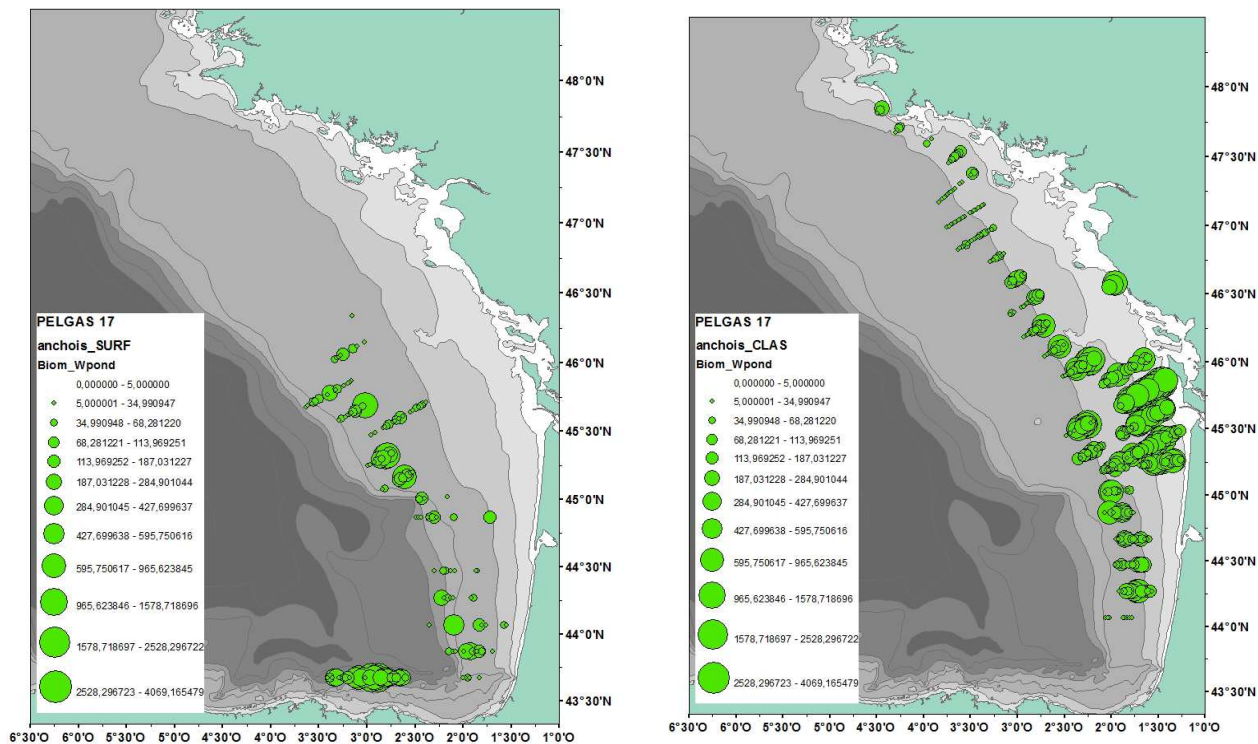 48°0'N
47°30'N
47°0'N
46°30'N
46°0'N
45°30'N
45°0'N
44°30'N
44°0'N
43°30'N
PELGAS 17
anchois_SURF
Biom_Wpond
0,000000 - 5,000000
5,000001 - 34,990947
34,990948 - 68,281220
68,281221 - 113,969251
113,969252 - 187,031227
187,031228 - 284,901044
284,901045 - 427,699637
427,699638 - 595,750616
595,750617 - 965,623845
965,623846 - 1578,718696
1578,718697 - 2528,296722
2528,296723 - 4069,165479
6°30'O 6°0'O 5°30'O 5°0'O 4°30'O 4°0'O 3°30'O 3°0'O 2°30'O 2°0'O 1°30'O 1°0'O
48°0'N
47°30'N
47°0'N
46°30'N
46°0'N
45°30'N
45°0'N
44°30'N
44°0'N
43°30'N
PELGAS 17
anchois_CLAS
Biom_Wpond
0,000000 - 5,000000
5,000001 - 34,990947
34,990948 - 68,281220
68,281221 - 113,969251
113,969252 - 187,031227
187,031228 - 284,901044
284,901045 - 427,699637
427,699638 - 595,750616
595,750617 - 965,623845
965,623846 - 1578,718696
1578,718697 - 2528,296722
2528,296723 - 4069,165479
6°30'O 6°0'O 5°30'O 5°0'O 4°30'O 4°0'O 3°30'O 3°0'O 2°30'O 2°0'O 1°30'O 1°0'O